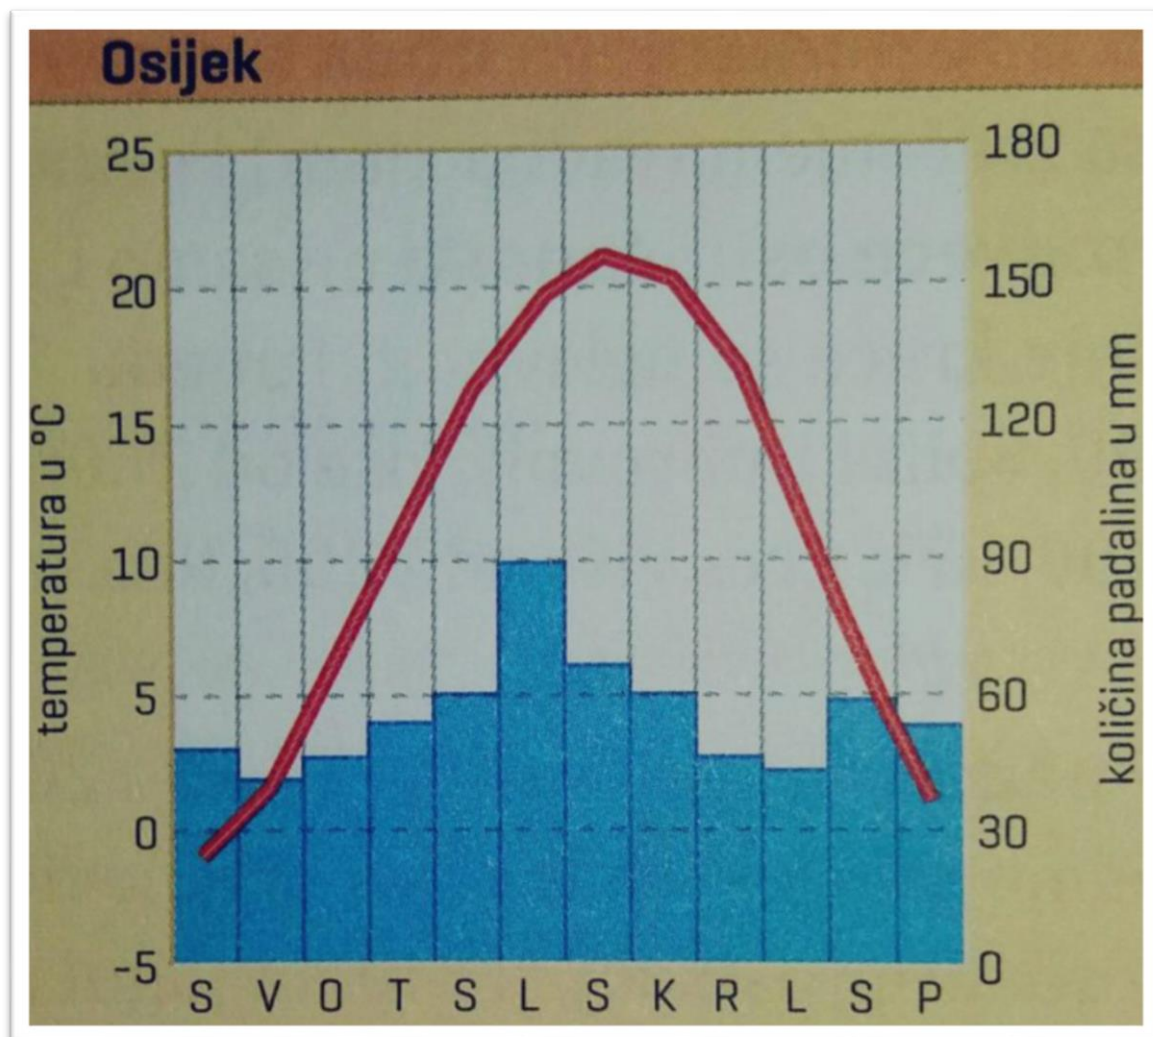 Osijek
25 180
20 150
15 120
10 90
5 60
0 30
-5 0
temperatura u °C
količina padalina u mm
S V O T S L S K R L S P